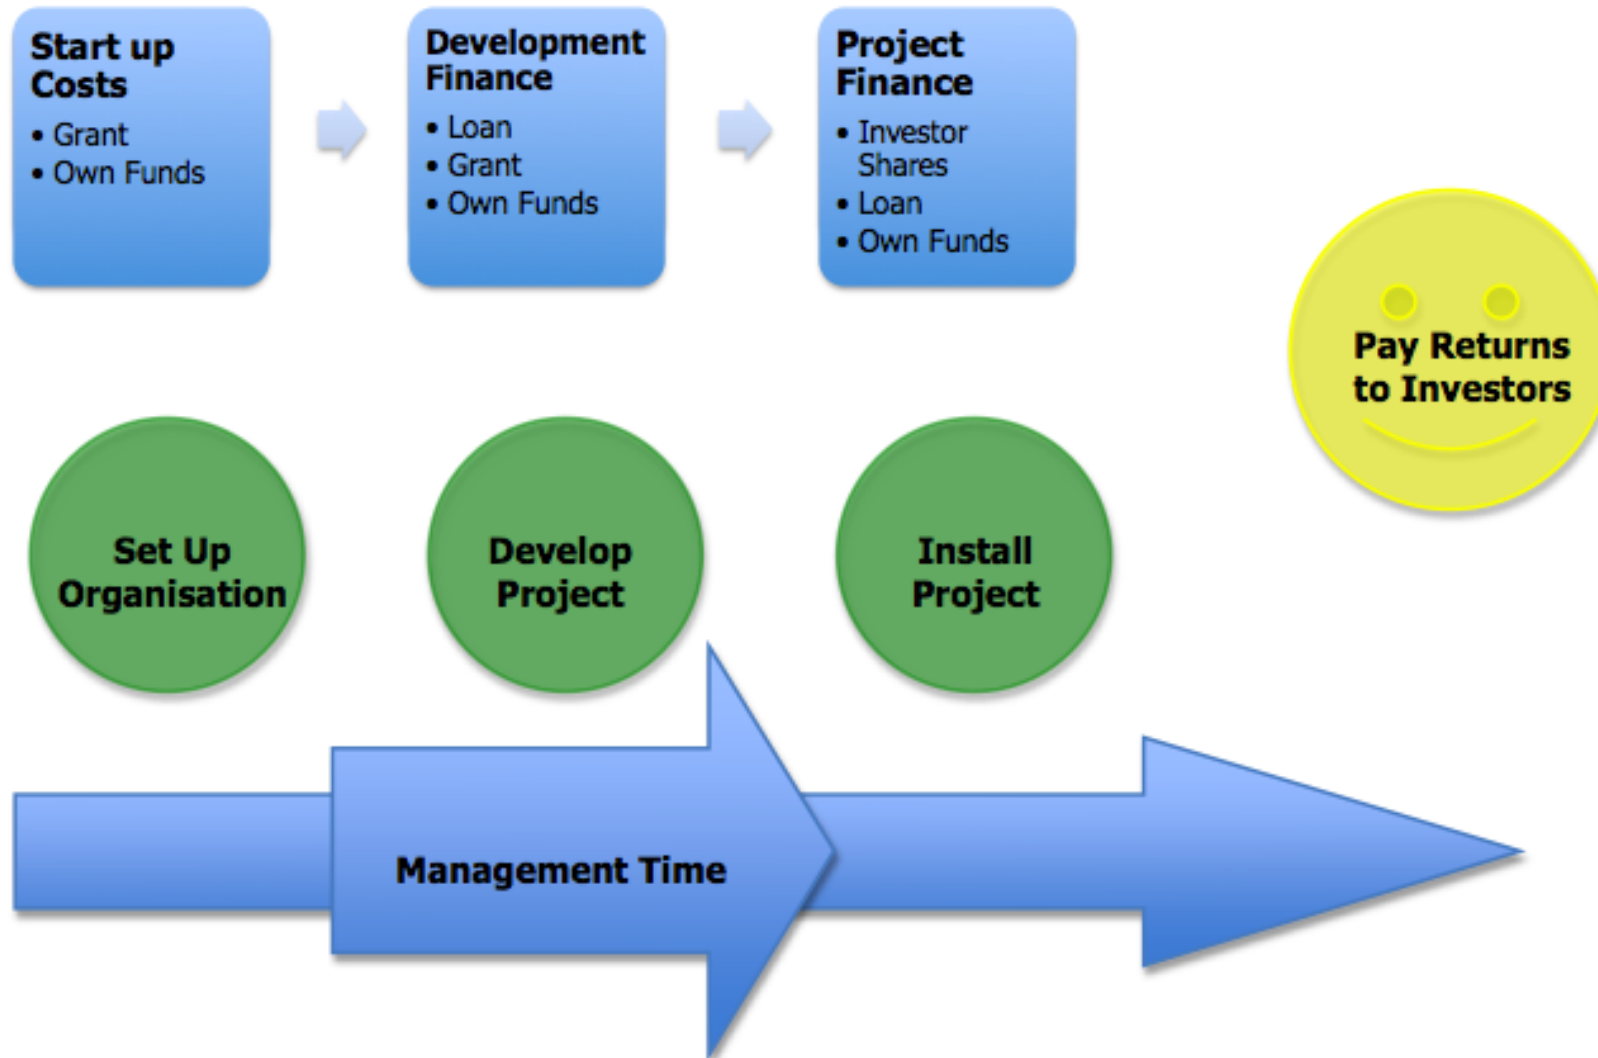 Start up
Costs
• Grant
• Own Funds
Development
Finance
• Loan
• Grant
• Own Funds
Project
Finance
• Investor
Shares
• Loan
• Own Funds
Pay Returns
to Investors
Set Up
Organisation
Develop
Project
Install
Project
Management Time